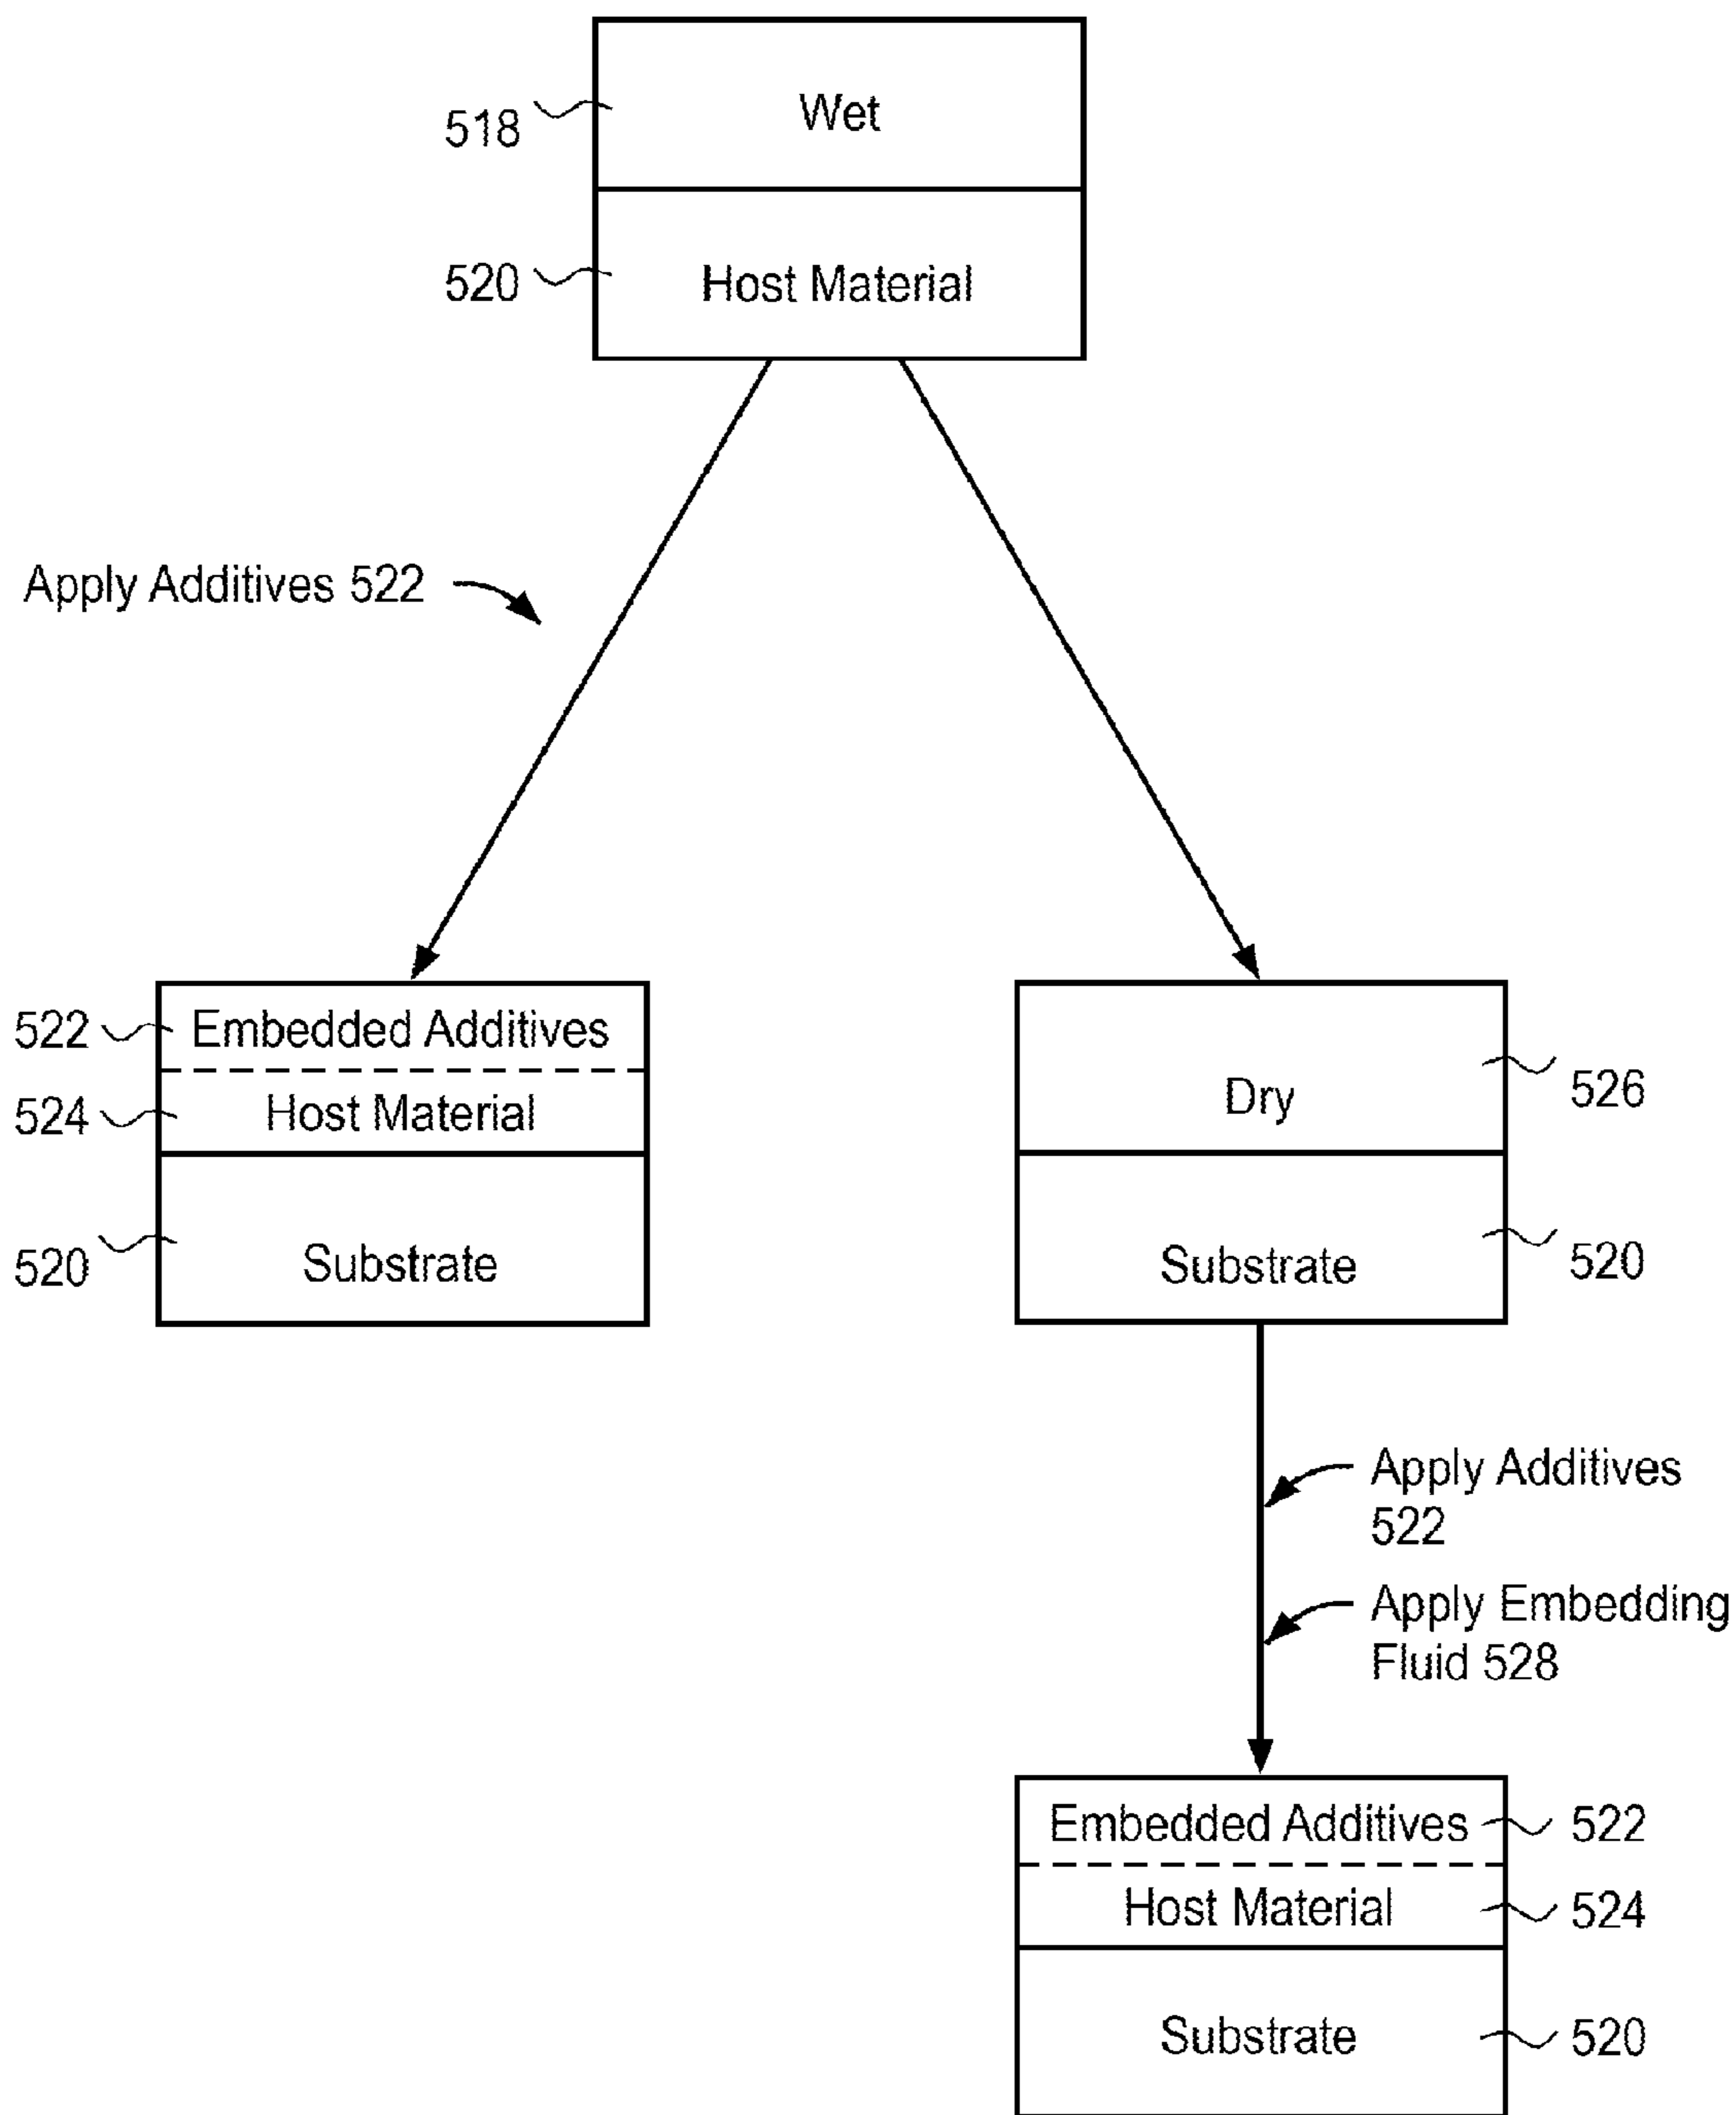 518
Wet
520
Host Material
Apply Additives 522
522
Embedded Additives
524
Host Material
520
Substrate
Dry
526
Substrate
520
Apply Additives
522
Apply Embedding
Fluid 528
Embedded Additives
522
Host Material
524
Substrate
520